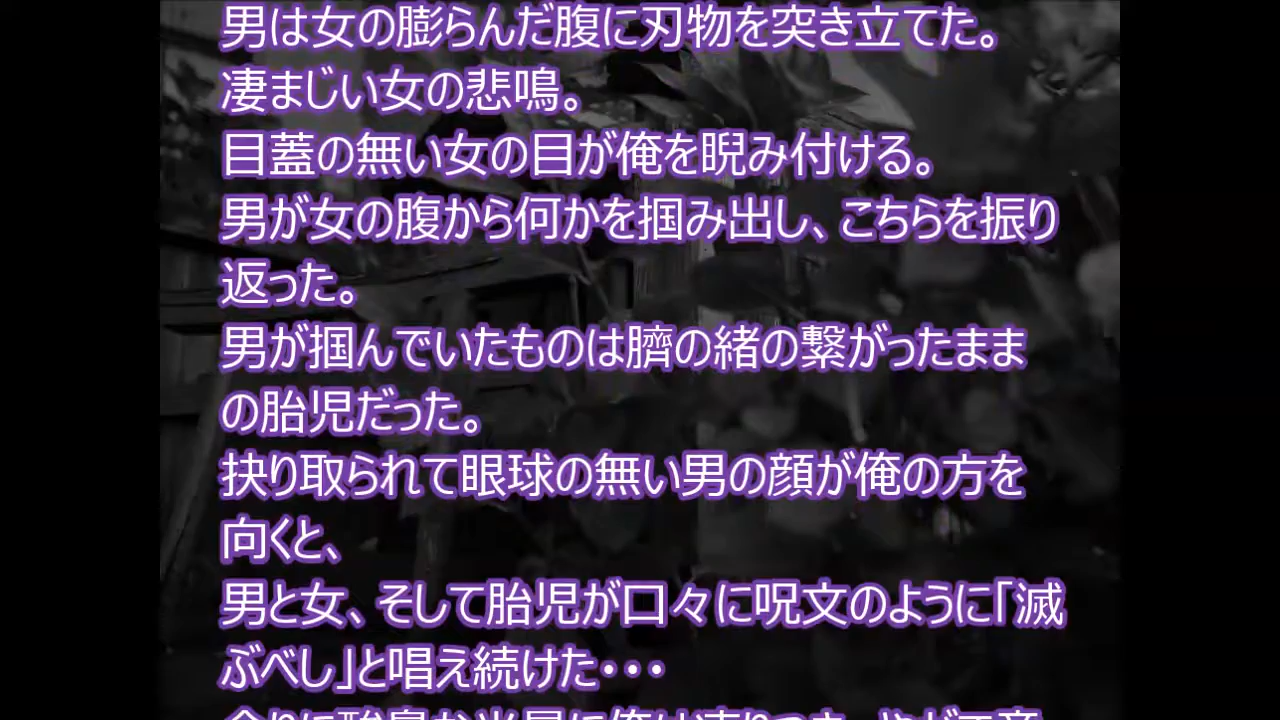 男は女の膨らんだ腹に刃物を突き立てた。
凄まじい女の悲鳴。
目蓋の無い女の目が俺を睨み付ける。
男が女の腹から何かを掴み出し、こちらを振り
返った。
男が掴んでいたものは臍の緒の繋がったまま
の胎児だった。
抉り取られて眼球の無い男の顔が俺の方を
向くと、
男と女、そして胎児が口々に呪文のように「滅
ぶべし」と唱え続けた・・・